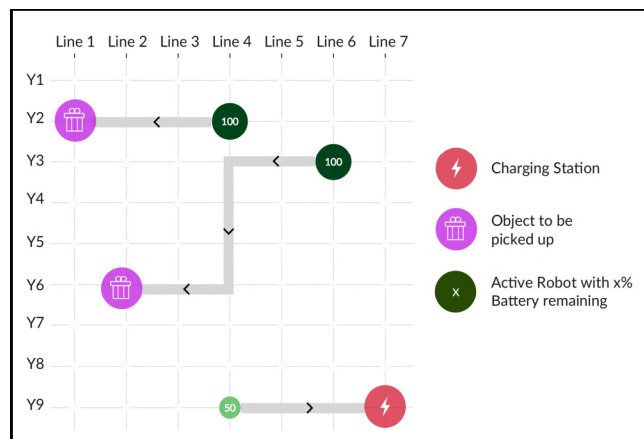 Line 1 Line 2 Line 3 Line 4 Line 5 Line 6 Line 7
Y1
Y2
100
Y3
100
Charging Station
Y4
Object to be
picked up
Y5
Y6
x
Active Robot with x%
Battery remaining
Y7
Y8
Y9
50